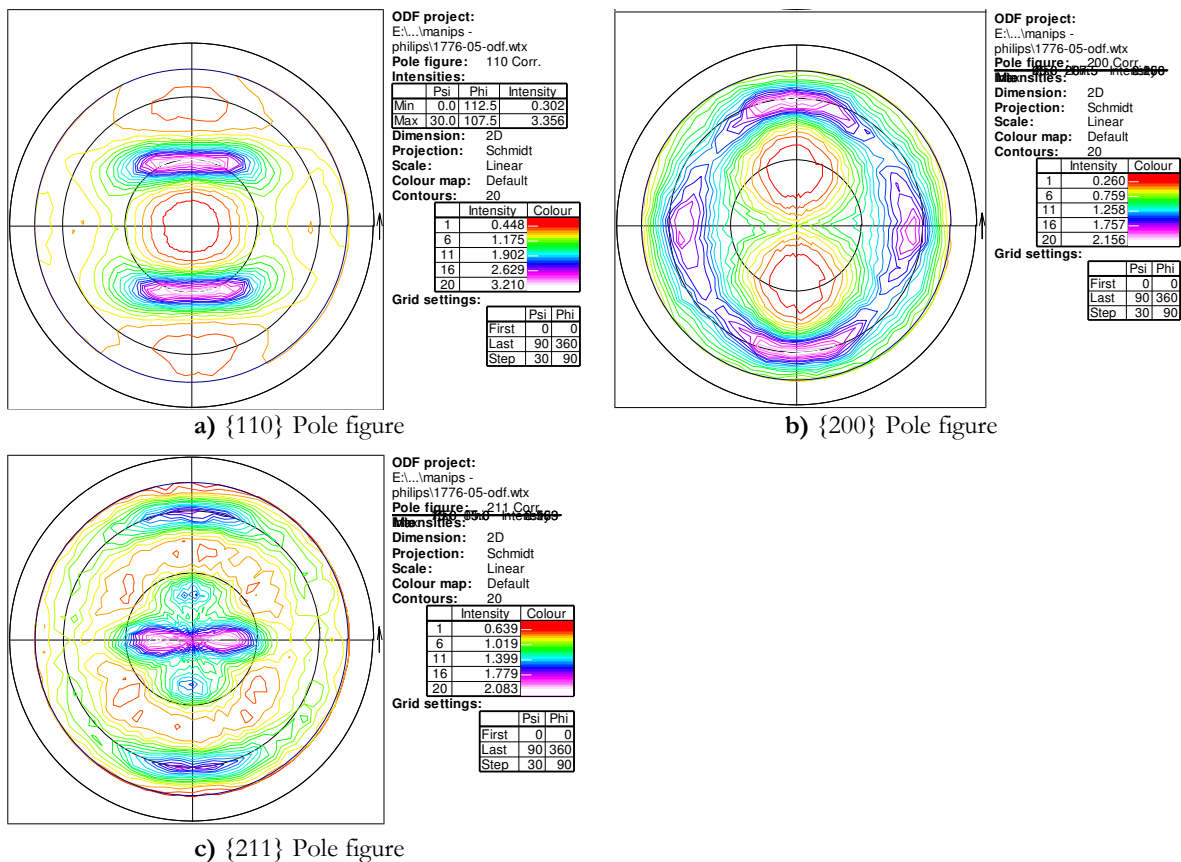 ODF project:
E:\...\manips -
philips\1776-05-odf.wtx
Pole figure: 110 Corr.
Intensities:
Psi Phi Intensity
Min 0.0 112.5 0.302
Max 30.0 107.5 3.356
Dimension: 2D
Projection: Schmidt
Scale: Linear
Colour map: Default
Contours: 20
Intensity Colour
1 0.448
6 1.175
11 1.902
16 2.629
20 3.210
Grid settings:
Psi Phi
First 0 0
Last 90 360
Step 30 90
a) {110} Pole figure
ODF project:
E:\...\manips -
philips\1776-05-odf.wtx
Pole figure: 200 Corr.
Dimension: 2D
Projection: Schmidt
Scale: Linear
Colour map: Default
Contours: 20
Intensity Colour
1 0.260
6 0.759
11 1.258
16 1.757
20 2.156
Grid settings:
Psi Phi
First 0 0
Last 90 360
Step 30 90
b) {200} Pole figure
ODF project:
E:\...\manips -
philips\1776-05-odf.wtx
Pole figure: 211 Corr.
Dimension: 2D
Projection: Schmidt
Scale: Linear
Colour map: Default
Contours: 20
Intensity Colour
1 0.639
6 1.019
11 1.399
16 1.779
20 2.083
Grid settings:
Psi Phi
First 0 0
Last 90 360
Step 30 90
c) {211} Pole figure